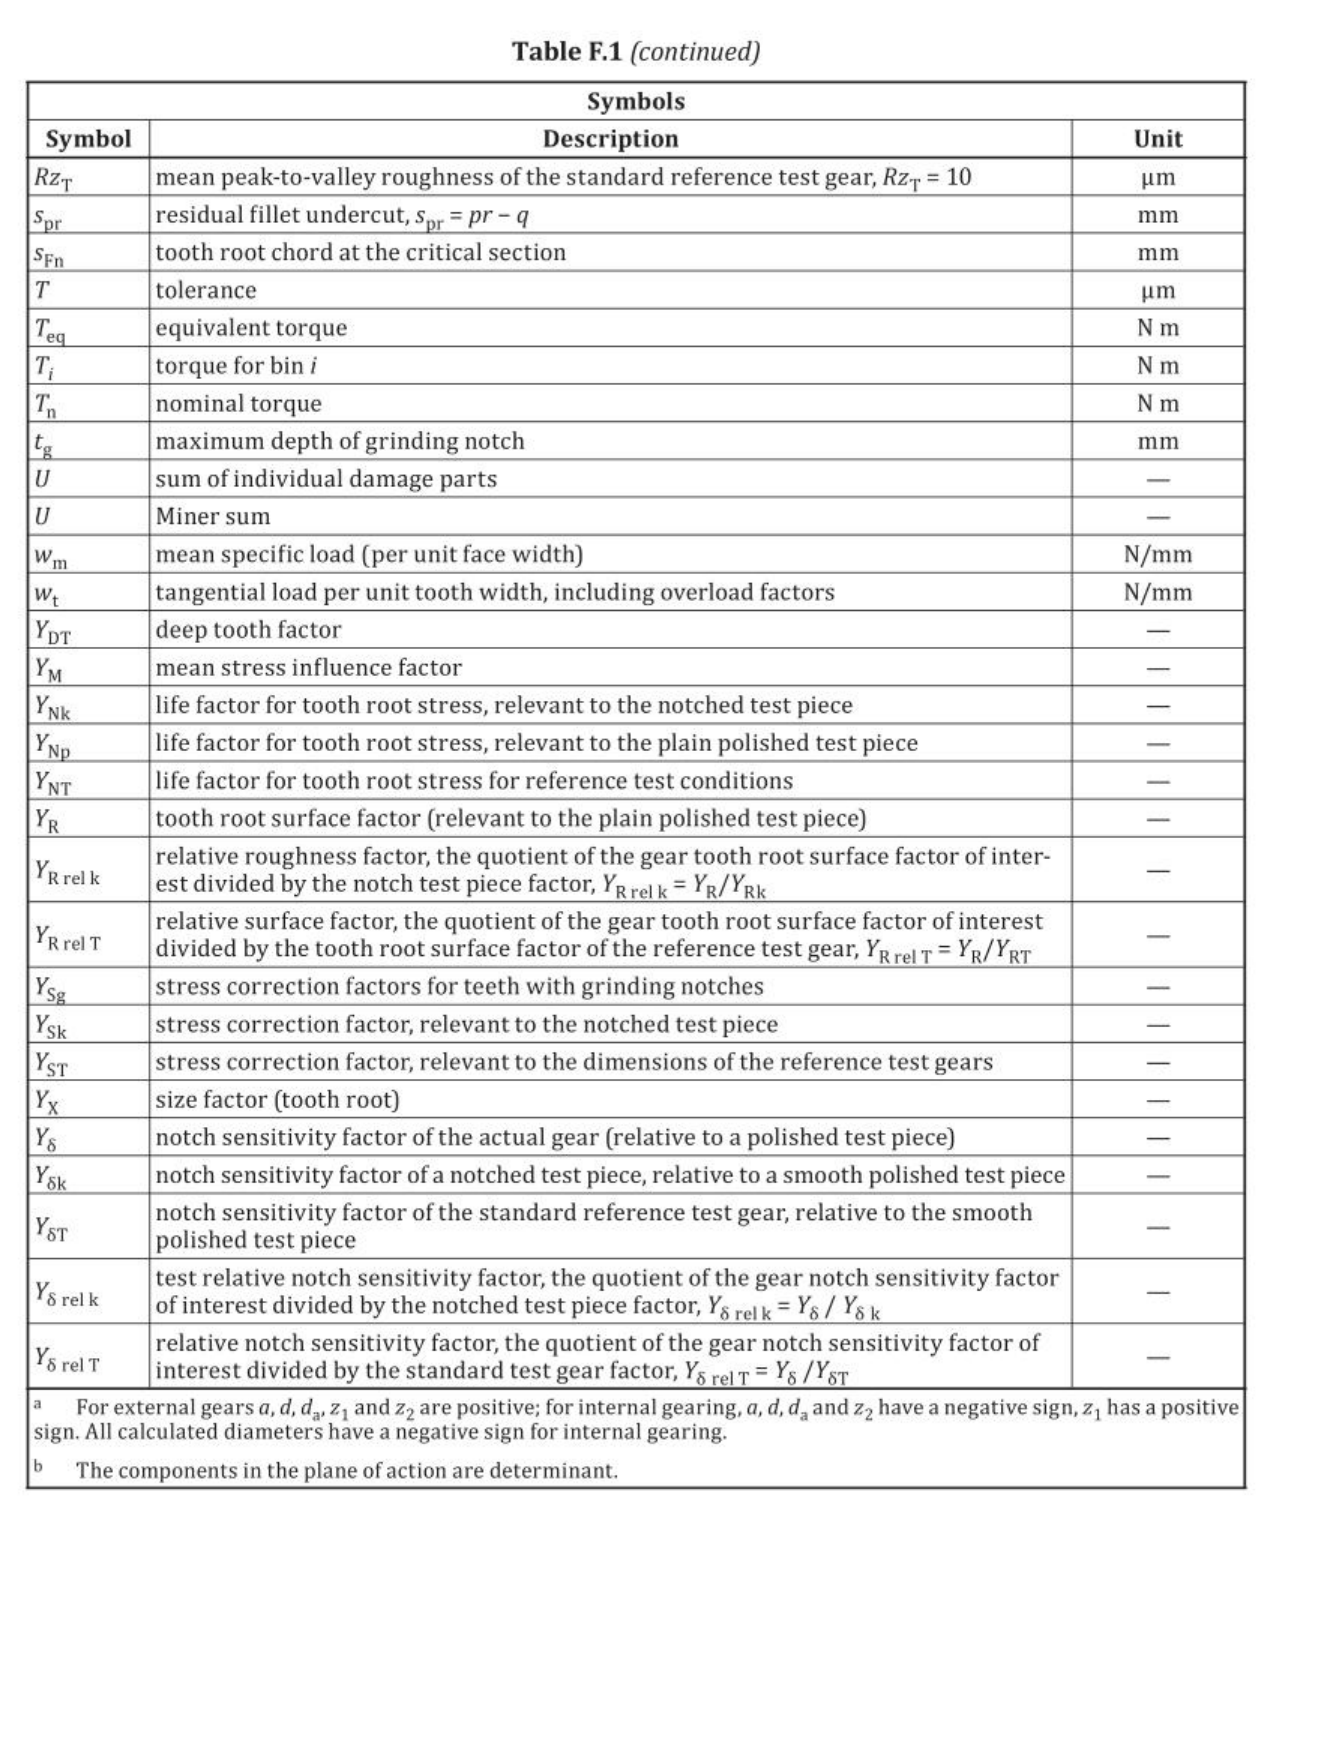 Table F.1 (continued)
Symbols
Symbol Description Unit
RzT mean peak-to-valley roughness of the standard reference test gear, RzT = 10 μm
spr residual fillet undercut, spr = pr – q mm
sFn tooth root chord at the critical section mm
T tolerance μm
Teq equivalent torque N m
Ti torque for bin i N m
Tn nominal torque N m
tg maximum depth of grinding notch mm
U sum of individual damage parts —
U Miner sum —
wm mean specific load (per unit face width) N/mm
wt tangential load per unit tooth width, including overload factors N/mm
YDT deep tooth factor —
YM mean stress influence factor —
YNk life factor for tooth root stress, relevant to the notched test piece —
YNp life factor for tooth root stress, relevant to the plain polished test piece —
YNT life factor for tooth root stress for reference test conditions —
YR tooth root surface factor (relevant to the plain polished test piece) —
YR rel k relative roughness factor, the quotient of the gear tooth root surface factor of inter-
est divided by the notch test piece factor, YR rel k = YR/YRk —
YR rel T relative surface factor, the quotient of the gear tooth root surface factor of interest
divided by the tooth root surface factor of the reference test gear, YR rel T = YR/YRT —
YSg stress correction factors for teeth with grinding notches —
YSk stress correction factor, relevant to the notched test piece —
YST stress correction factor, relevant to the dimensions of the reference test gears —
YX size factor (tooth root) —
Yδ notch sensitivity factor of the actual gear (relative to a polished test piece) —
Yδk notch sensitivity factor of a notched test piece, relative to a smooth polished test piece —
YδT notch sensitivity factor of the standard reference test gear, relative to the smooth
polished test piece —
Yδ rel k test relative notch sensitivity factor, the quotient of the gear notch sensitivity factor
of interest divided by the notched test piece factor, Yδ rel k = Yδ / Yδ k —
Yδ rel T relative notch sensitivity factor, the quotient of the gear notch sensitivity factor of
interest divided by the standard test gear factor, Yδ rel T = Yδ /YδT —
a For external gears a, d, da, z1 and z2 are positive; for internal gearing, a, d, da and z2 have a negative sign, z1 has a positive
sign. All calculated diameters have a negative sign for internal gearing.
b The components in the plane of action are determinant.